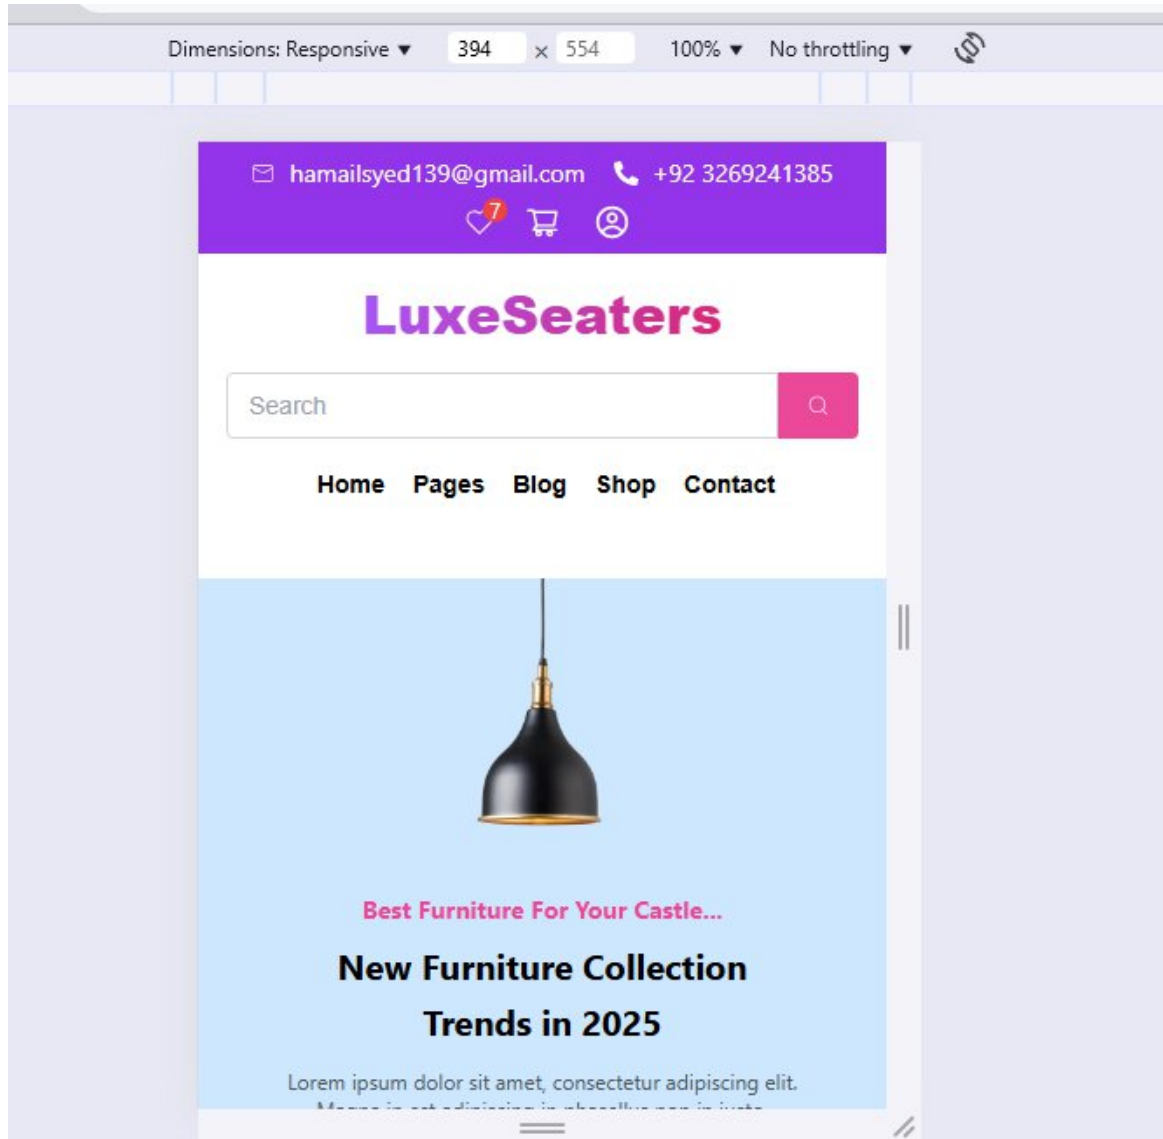 Dimensions: Responsive ▼ 394 × 554 100% ▼ No throttling ▼
hamailsyed139@gmail.com +92 3269241385
7
LuxeSeaters
Search
Home Pages Blog Shop Contact
Best Furniture For Your Castle...
New Furniture Collection
Trends in 2025
Lorem ipsum dolor sit amet, consectetur adipiscing elit.